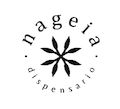 · nageia ·
dispensario